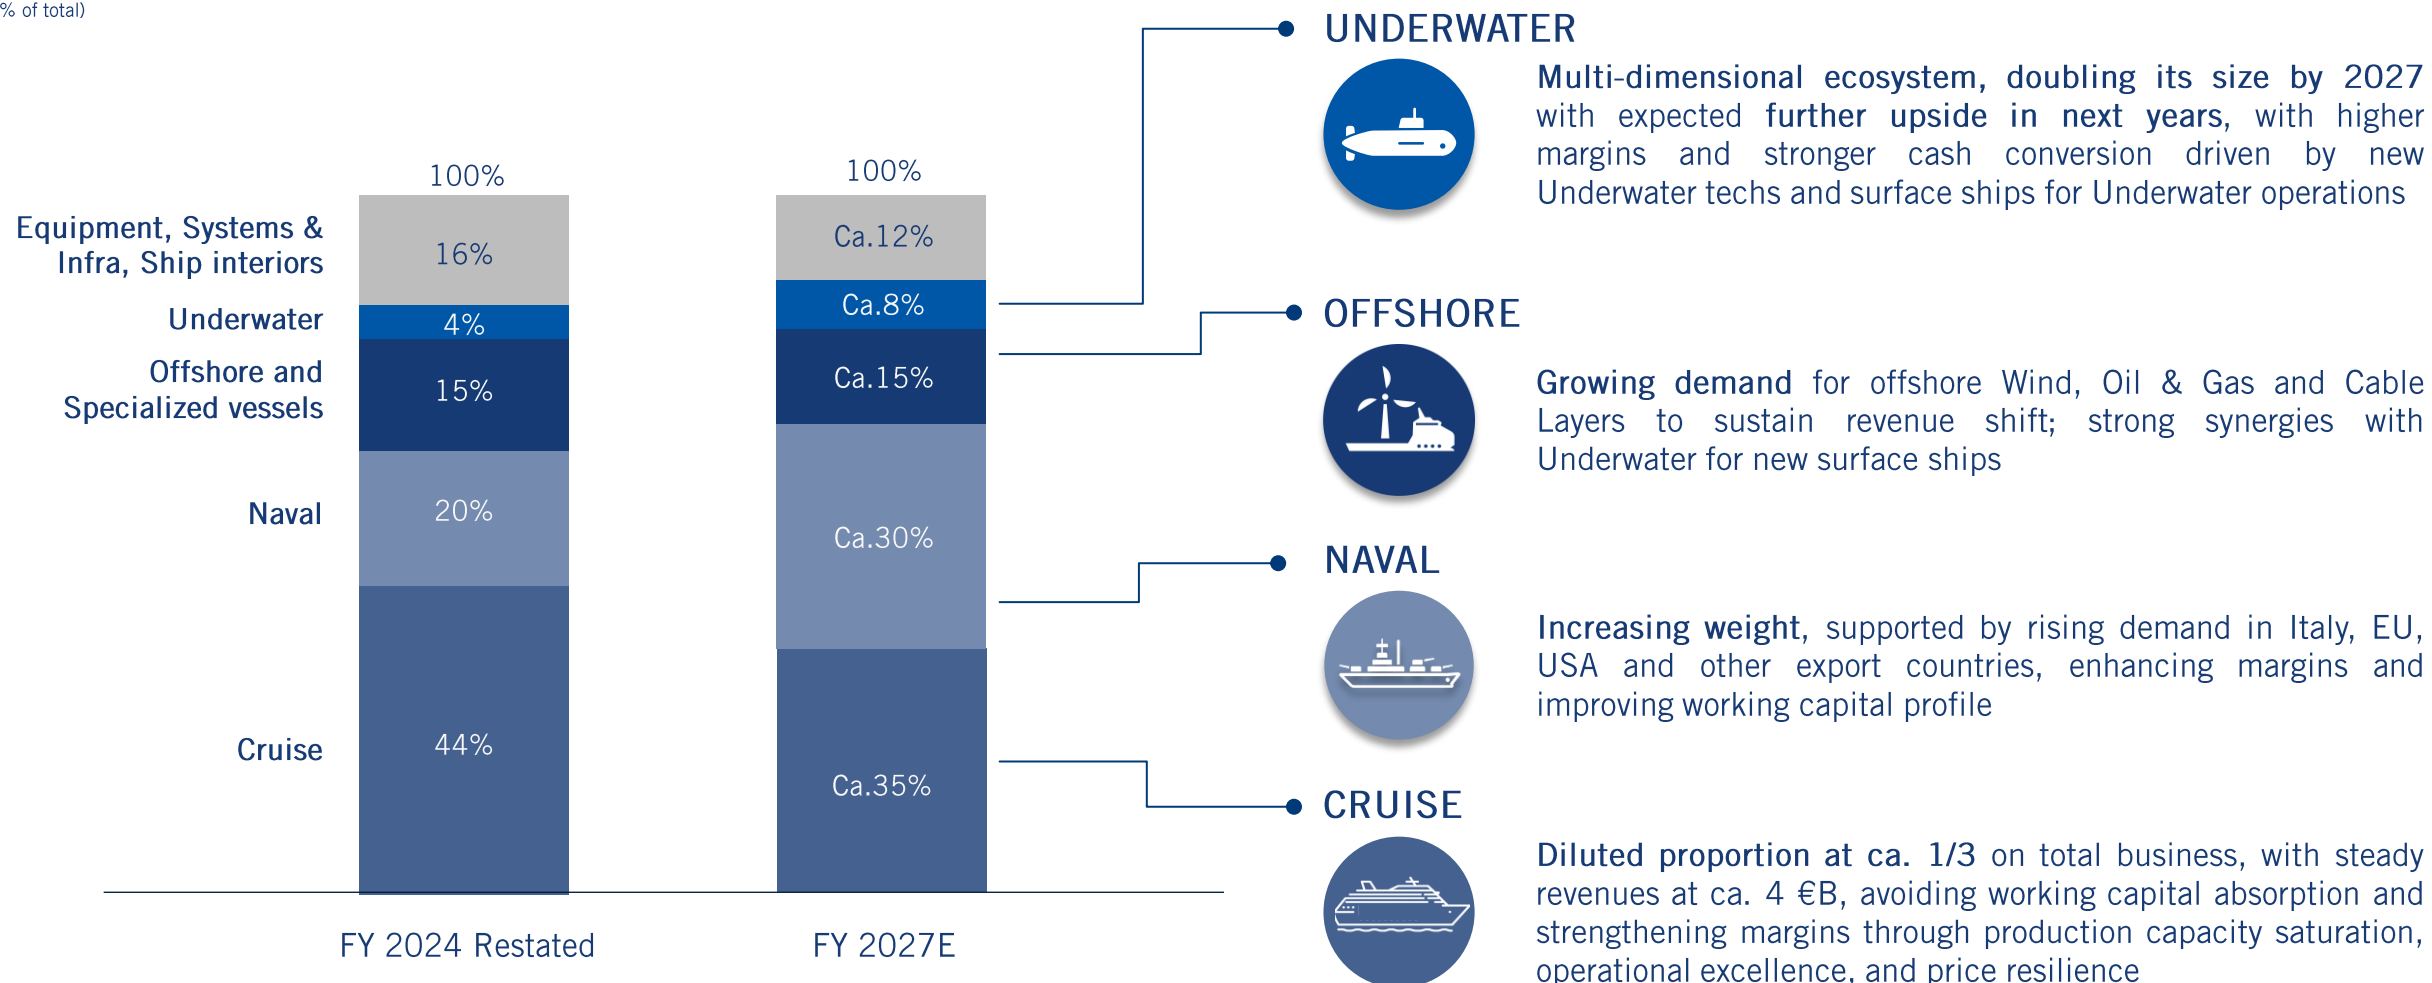 % of total)
100%
100%
Equipment, Systems &
Infra, Ship interiors
16%
Ca.12%
Underwater
4%
Ca.8%
Offshore and
Specialized vessels
15%
Ca.15%
Naval
20%
Ca.30%
Cruise
44%
Ca.35%
FY 2024 Restated
FY 2027E
UNDERWATER
Multi-dimensional ecosystem, doubling its size by 2027
with expected further upside in next years, with higher
margins and stronger cash conversion driven by new
Underwater techs and surface ships for Underwater operations
OFFSHORE
Growing demand for offshore Wind, Oil & Gas and Cable
Layers to sustain revenue shift; strong synergies with
Underwater for new surface ships
NAVAL
Increasing weight, supported by rising demand in Italy, EU,
USA and other export countries, enhancing margins and
improving working capital profile
CRUISE
Diluted proportion at ca. 1/3 on total business, with steady
revenues at ca. 4 €B, avoiding working capital absorption and
strengthening margins through production capacity saturation,
operational excellence, and price resilience